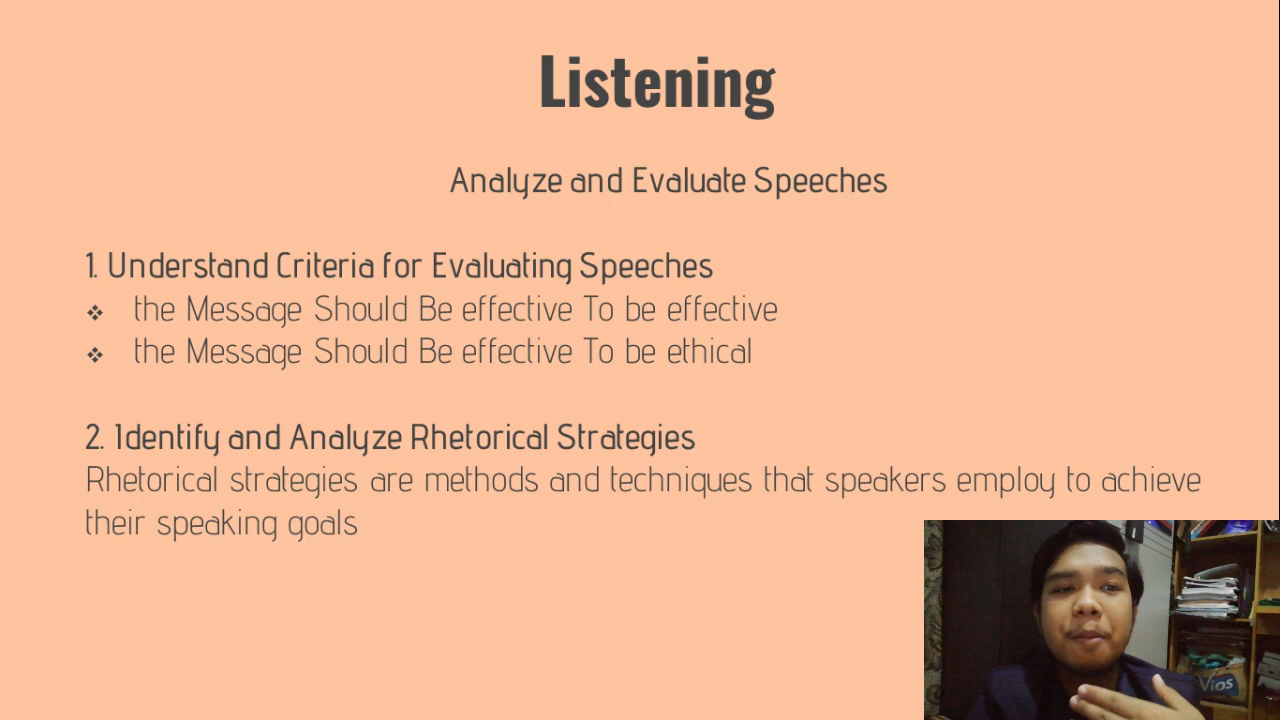 Listening
Analyze and Evaluate Speeches
1. Understand Criteria for Evaluating Speeches
❖ the Message Should Be effective To be effective
❖ the Message Should Be effective To be ethical
2. Identify and Analyze Rhetorical Strategies
Rhetorical strategies are methods and techniques that speakers employ to achieve
their speaking goals
Vios